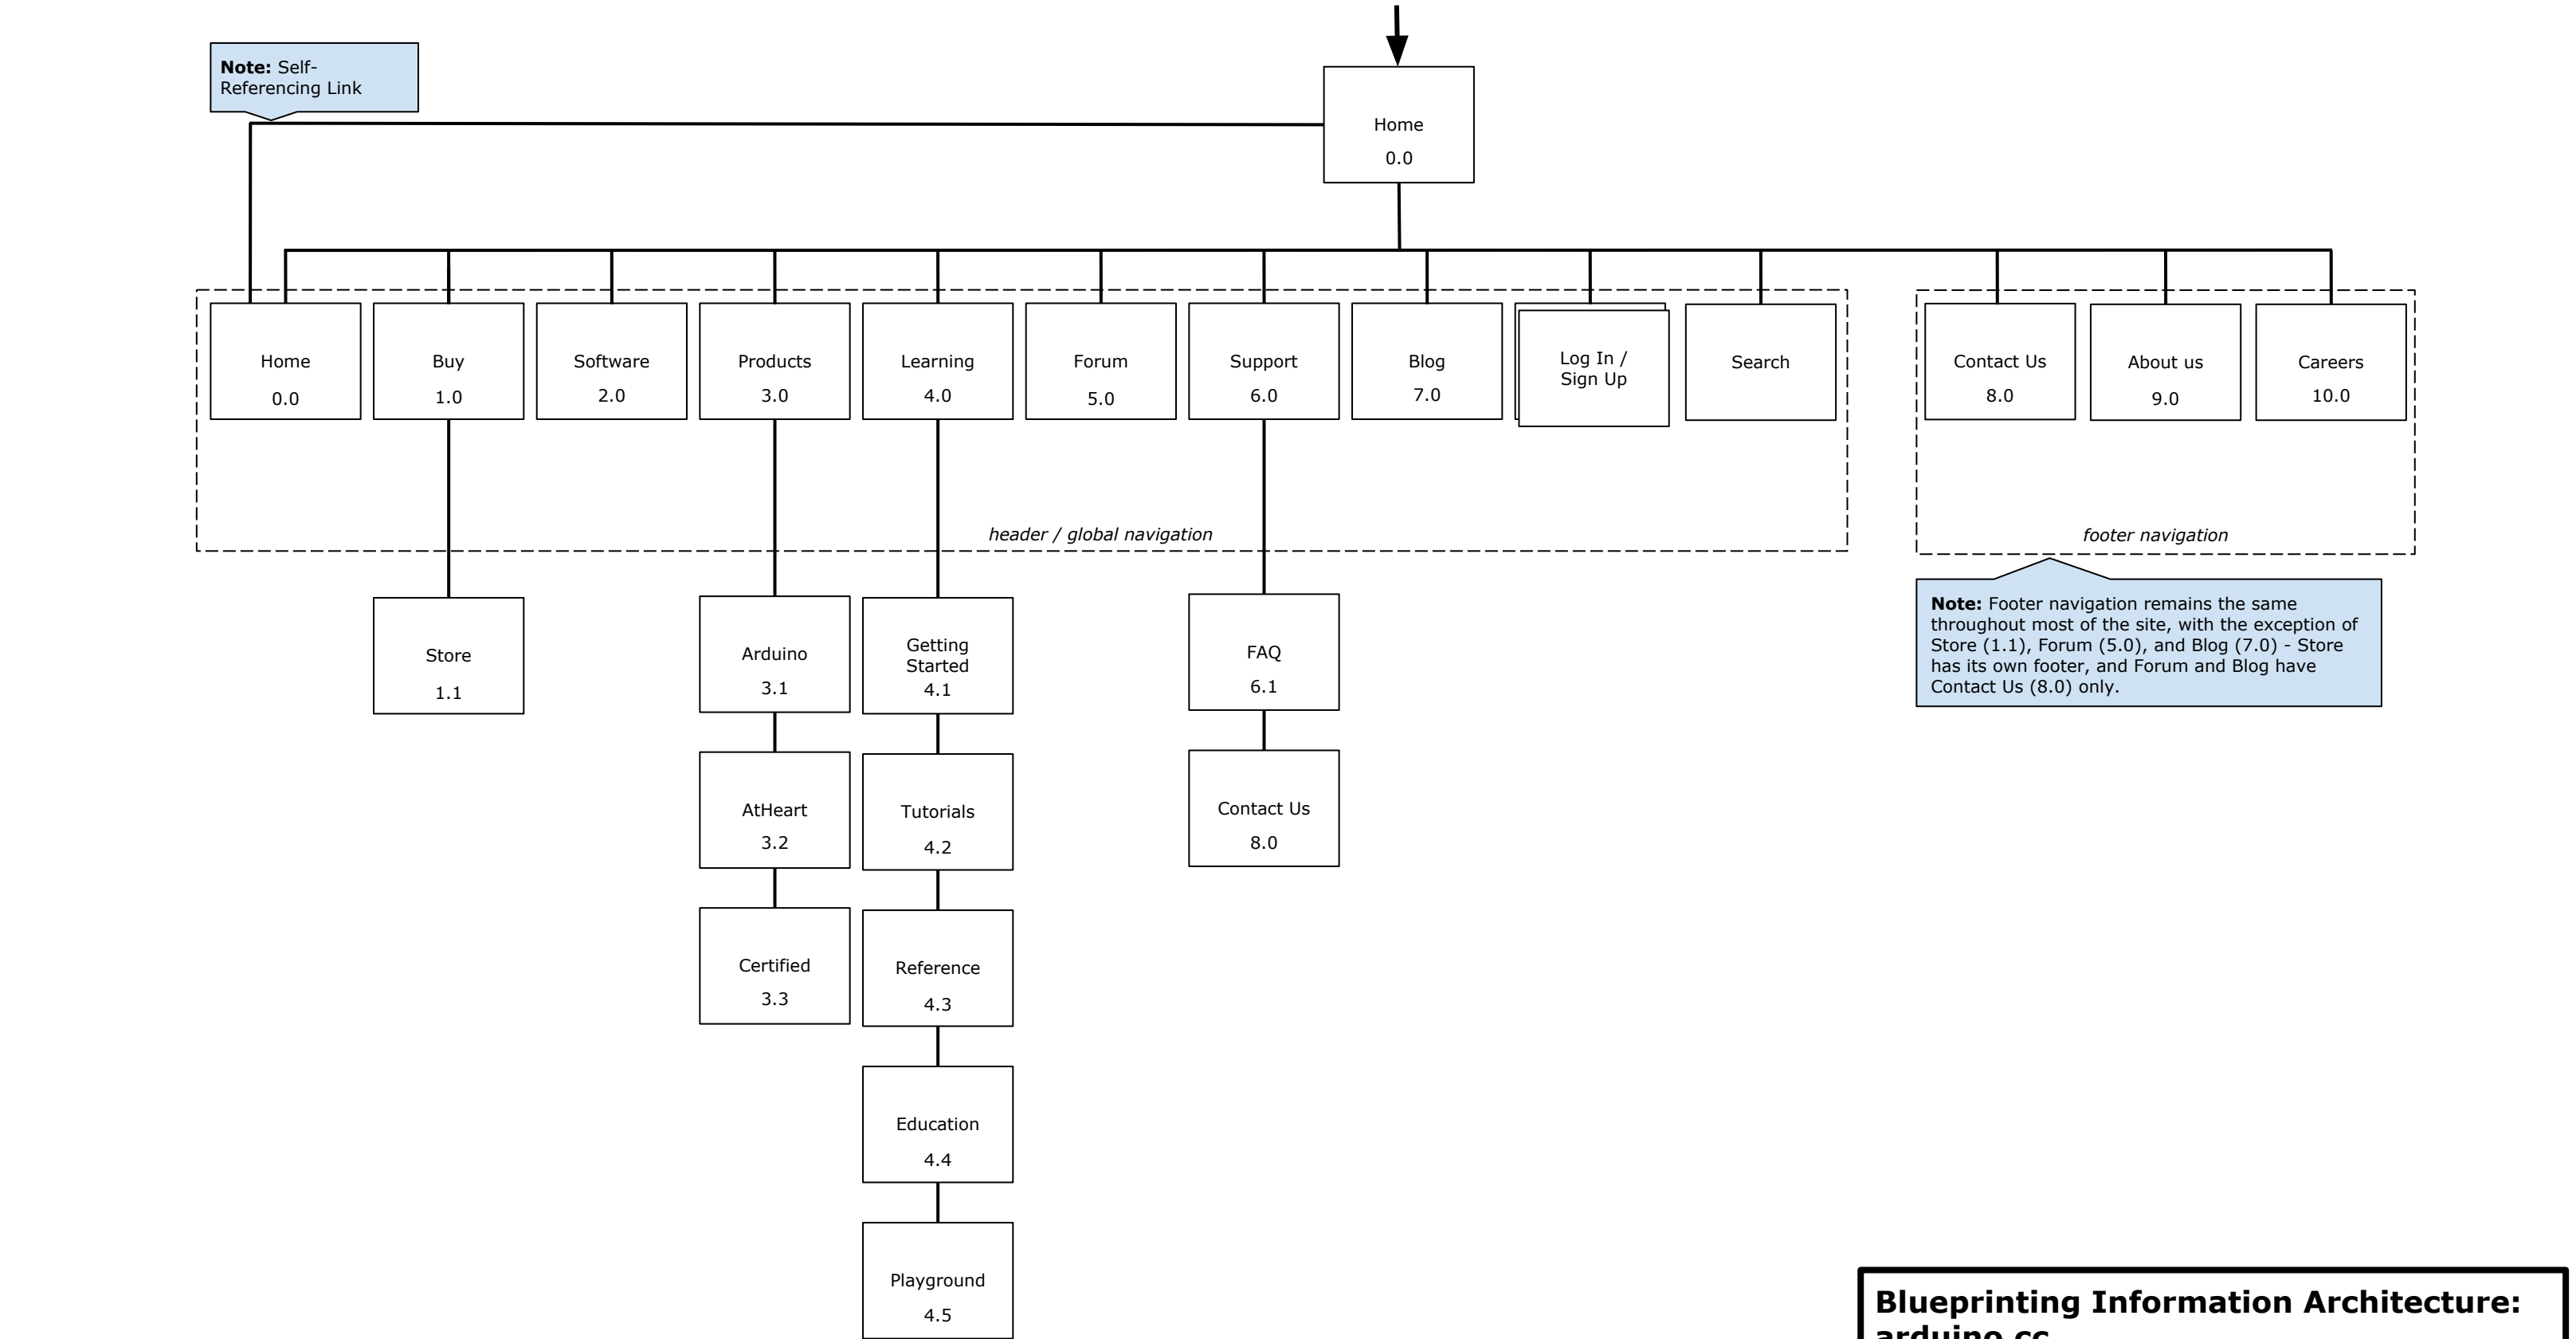 Note: Self-
Referencing Link
Home
0.0
Home
0.0
Buy
1.0
Software
2.0
Products
3.0
Learning
4.0
Forum
5.0
Support
6.0
Blog
7.0
Log In /
Sign Up
Search
Contact Us
8.0
About us
9.0
Careers
10.0
header / global navigation
footer navigation
Note: Footer navigation remains the same
throughout most of the site, with the exception of
Store (1.1), Forum (5.0), and Blog (7.0) - Store
has its own footer, and Forum and Blog have
Contact Us (8.0) only.
Store
1.1
Arduino
3.1
Getting
Started
4.1
FAQ
6.1
AtHeart
3.2
Tutorials
4.2
Contact Us
8.0
Certified
3.3
Reference
4.3
Education
4.4
Playground
4.5
Blueprinting Information Architecture:
arduino.cc